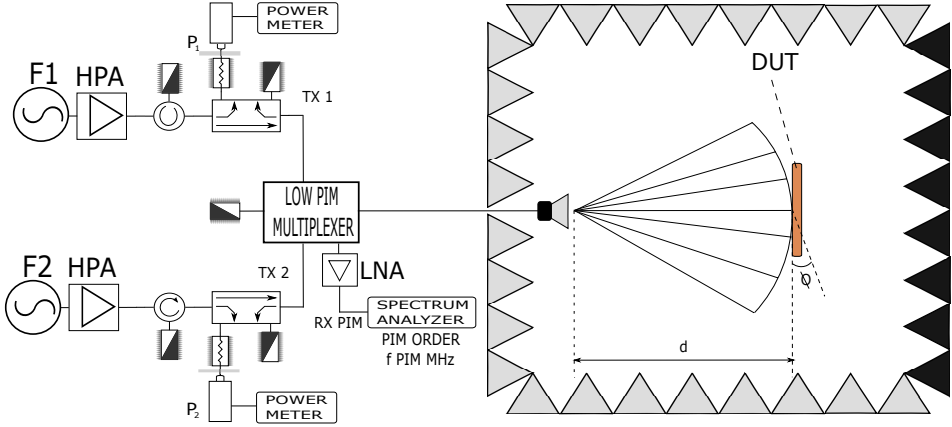 POWER
METER
P1
F1
HPA
TX 1
DUT
LOW PIM
MULTIPLEXER
F2
HPA
TX 2
LNA
RX PIM
SPECTRUM
ANALYZER
PIM ORDER
f PIM MHz
d
Φ
P2
POWER
METER